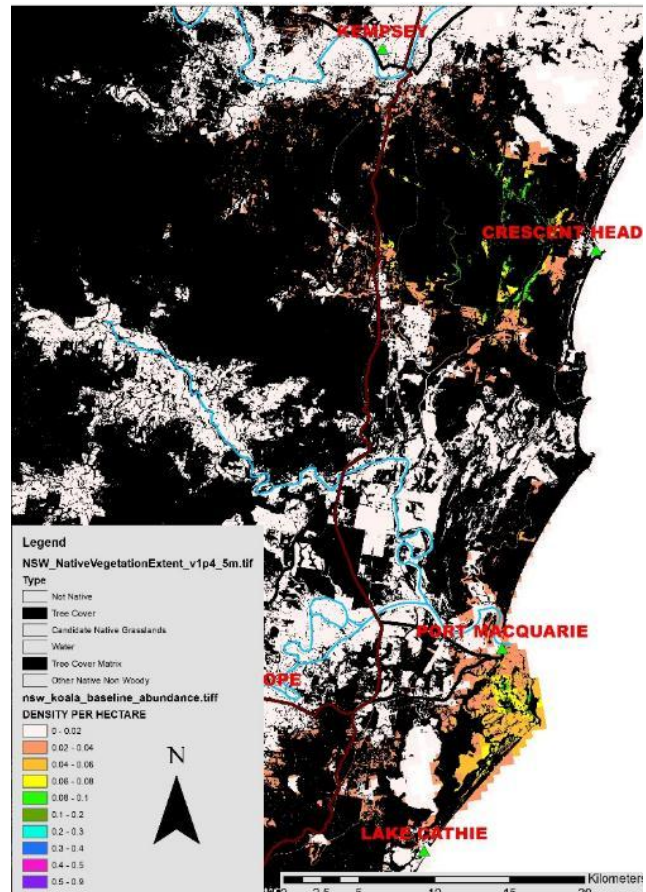 KEMPSEY
CRESCENT HEAD
PORT MACQUARIE
OPE
LAKE CATHIE
Legend
NSW_NativeVegetationExtent_v1p4_5m.tif
Type
Not Native
Tree Cover
Candidate Native Grasslands
Water
Tree Cover Matrix
Other Native Non Woody
nsw_koala_baseline_abundance.tiff
DENSITY PER HECTARE
0 - 0.02
0.02 - 0.04
0.04 - 0.06
0.06 - 0.08
0.08 - 0.1
0.1 - 0.2
0.2 - 0.3
0.3 - 0.4
0.4 - 0.5
0.5 - 0.9
N
Kilometers
0 2.5 5 10 15 20